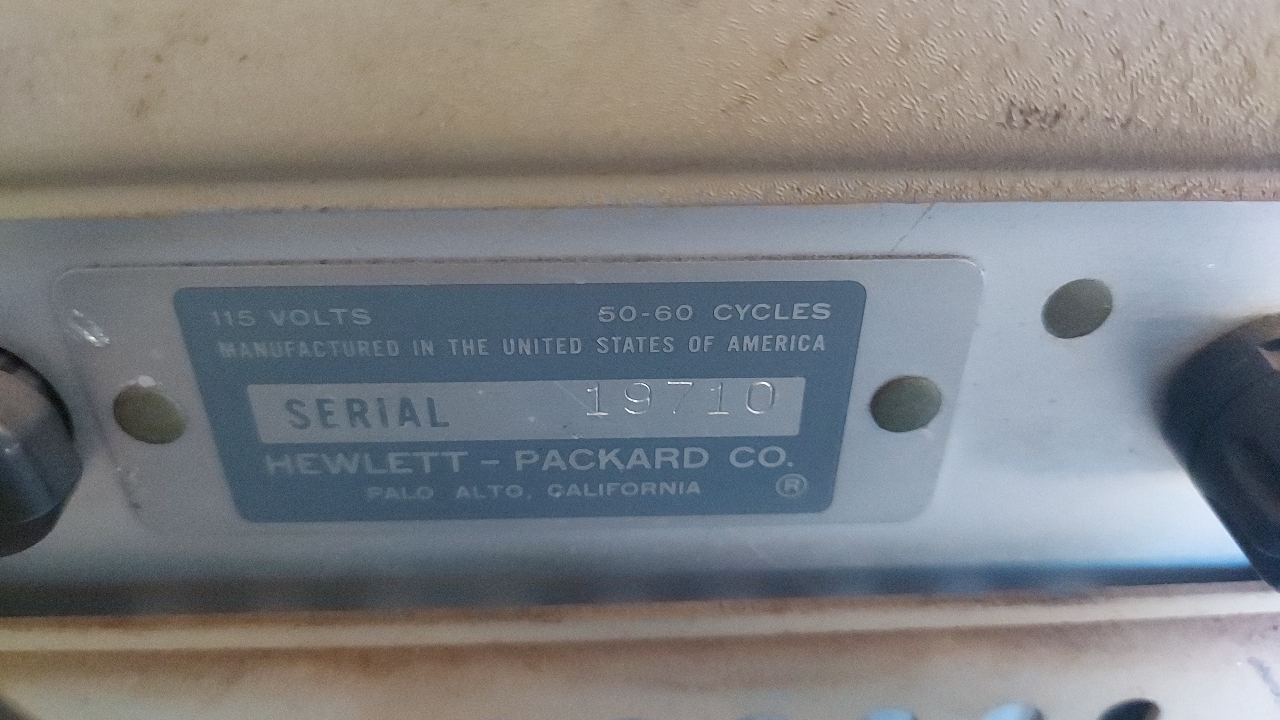 115 VOLTS 50-60 CYCLES
MANUFACTURED IN THE UNITED STATES OF AMERICA
SERiAL 19710
HEWLETT - PACKARD CO.
PALO ALTO, CALIFORNIA ®